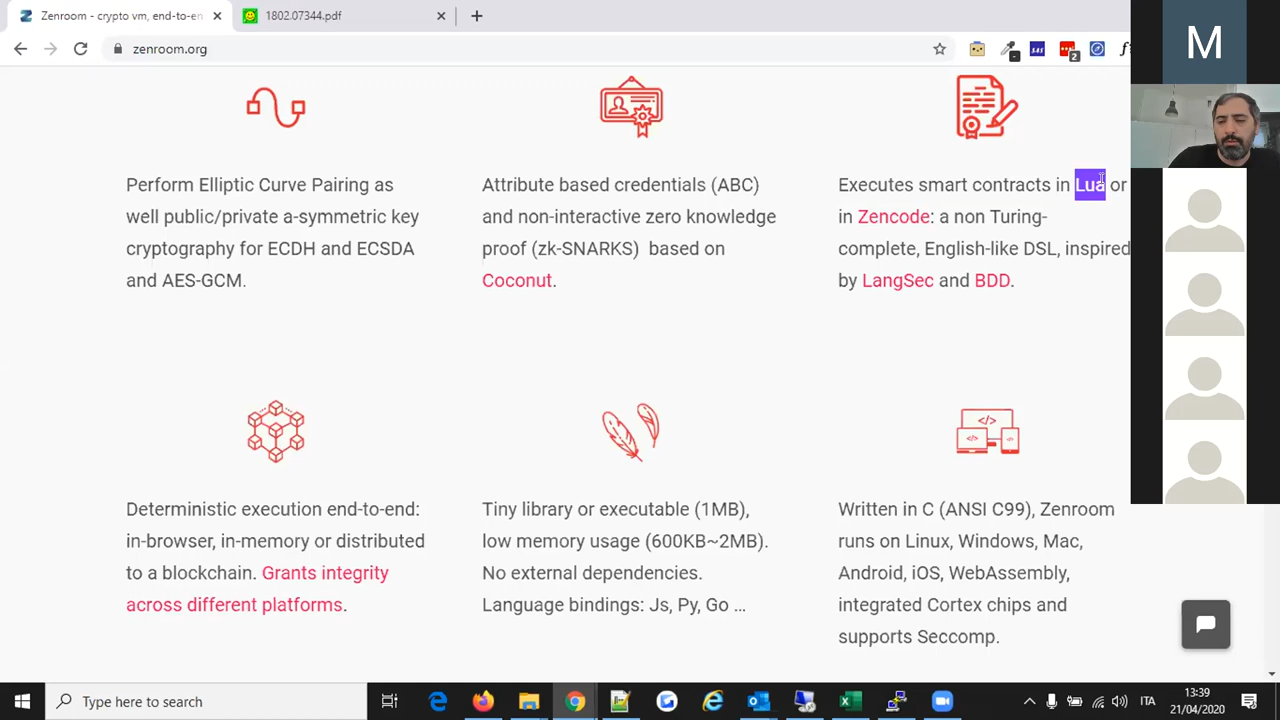 Zenroom - crypto vm, end-to-en
1802.07344.pdf
zenroom.org
2
M
Perform Elliptic Curve Pairing as
well public/private a-symmetric key
cryptography for ECDH and ECSDA
and AES-GCM.
Attribute based credentials (ABC)
and non-interactive zero knowledge
proof (zk-SNARKS) based on
Coconut.
Executes smart contracts in Lua or
in Zencode: a non Turing-
complete, English-like DSL, inspired
by LangSec and BDD.
Deterministic execution end-to-end:
in-browser, in-memory or distributed
to a blockchain. Grants integrity
across different platforms.
Tiny library or executable (1MB),
low memory usage (600KB~2MB).
No external dependencies.
Language bindings: Js, Py, Go ...
Written in C (ANSI C99), Zenroom
runs on Linux, Windows, Mac,
Android, iOS, WebAssembly,
integrated Cortex chips and
supports Seccomp.
Type here to search
ITA
13:39
21/04/2020